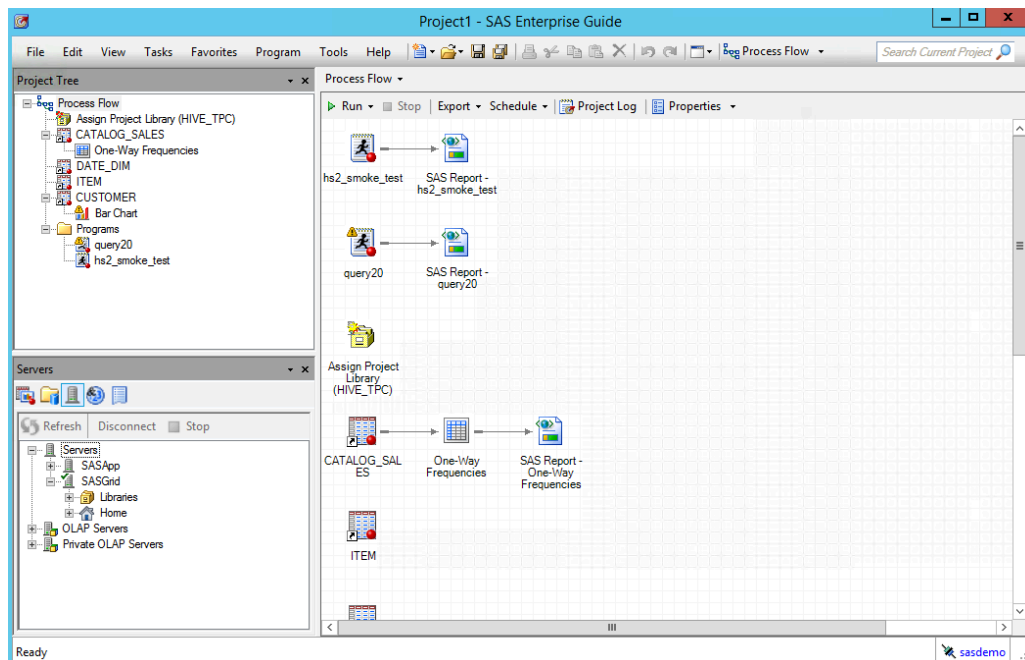 Project1 - SAS Enterprise Guide
File Edit View Tasks Favorites Program Tools Help Process Flow Search Current Project
Project Tree
Process Flow
Assign Project Library (HIVE_TPC)
CATALOG_SALES
One-Way Frequencies
DATE_DIM
ITEM
CUSTOMER
Bar Chart
Programs
query20
hs2_smoke_test
Servers
Refresh Disconnect Stop
Servers
SASApp
SASGrid
Libraries
Home
OLAP Servers
Private OLAP Servers
Process Flow
Run Stop Export Schedule Project Log Properties
hs2_smoke_test
SAS Report -
hs2_smoke_test
query20
SAS Report -
query20
Assign Project
Library
(HIVE_TPC)
CATALOG_SAL
ES
One-Way
Frequencies
SAS Report -
One-Way
Frequencies
ITEM
Ready
sasdemo